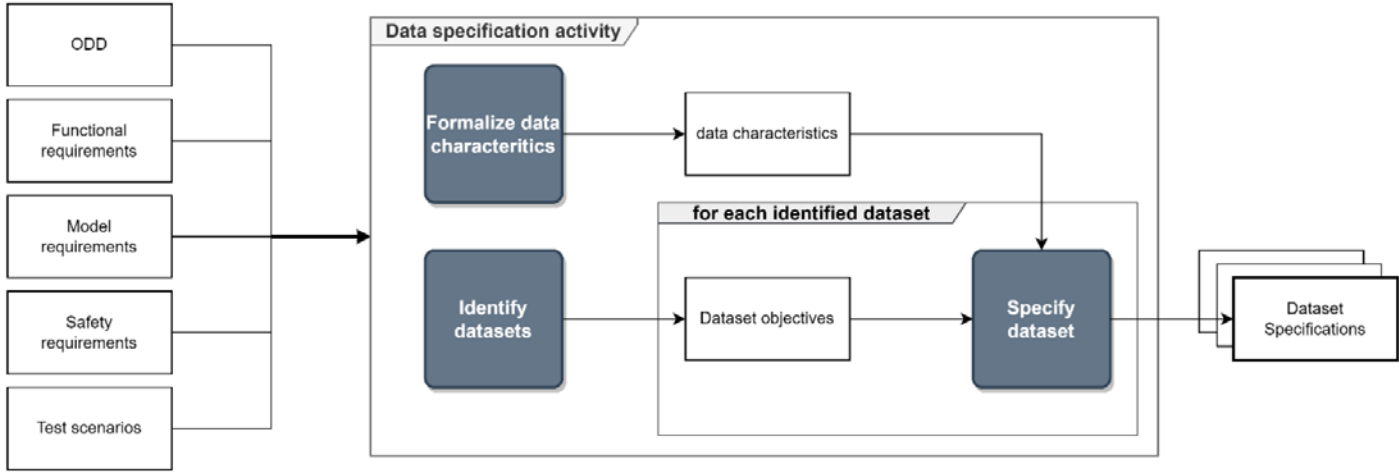 ODD
Functional
requirements
Model
requirements
Safety
requirements
Test scenarios
Data specification activity
Formalize data
characteritics
data characteristics
for each identified dataset
Identify
datasets
Dataset objectives
Specify
dataset
Dataset
Specifications